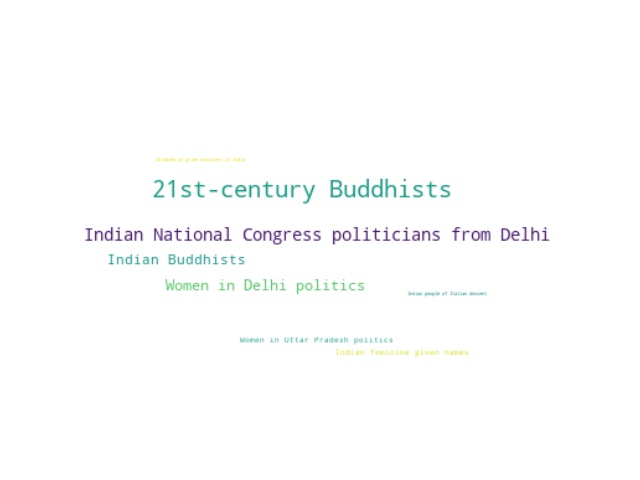 Children of prime ministers of India
21st-century Buddhists
Indian National Congress politicians from Delhi
Indian Buddhists
Women in Delhi politics
Indian people of Italian descent
Women in Uttar Pradesh politics
Indian feminine given names